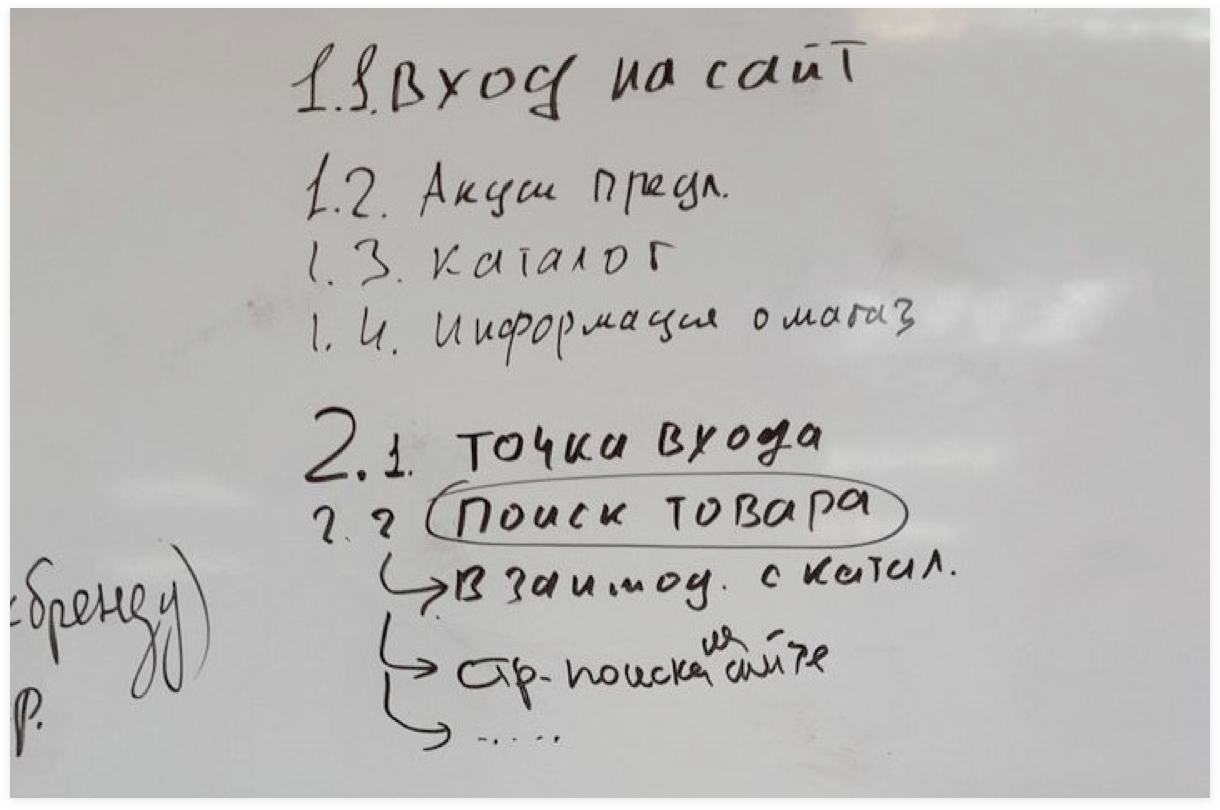 1.1. Вход на сайт
1.2. Акции предл.
1.3. каталог
1.4. Информация о магаз
2.1. точка входа
2.2 поиск товара
Взаимод. с катал.
стр. поиска на сайте
.....
бренду)
р.